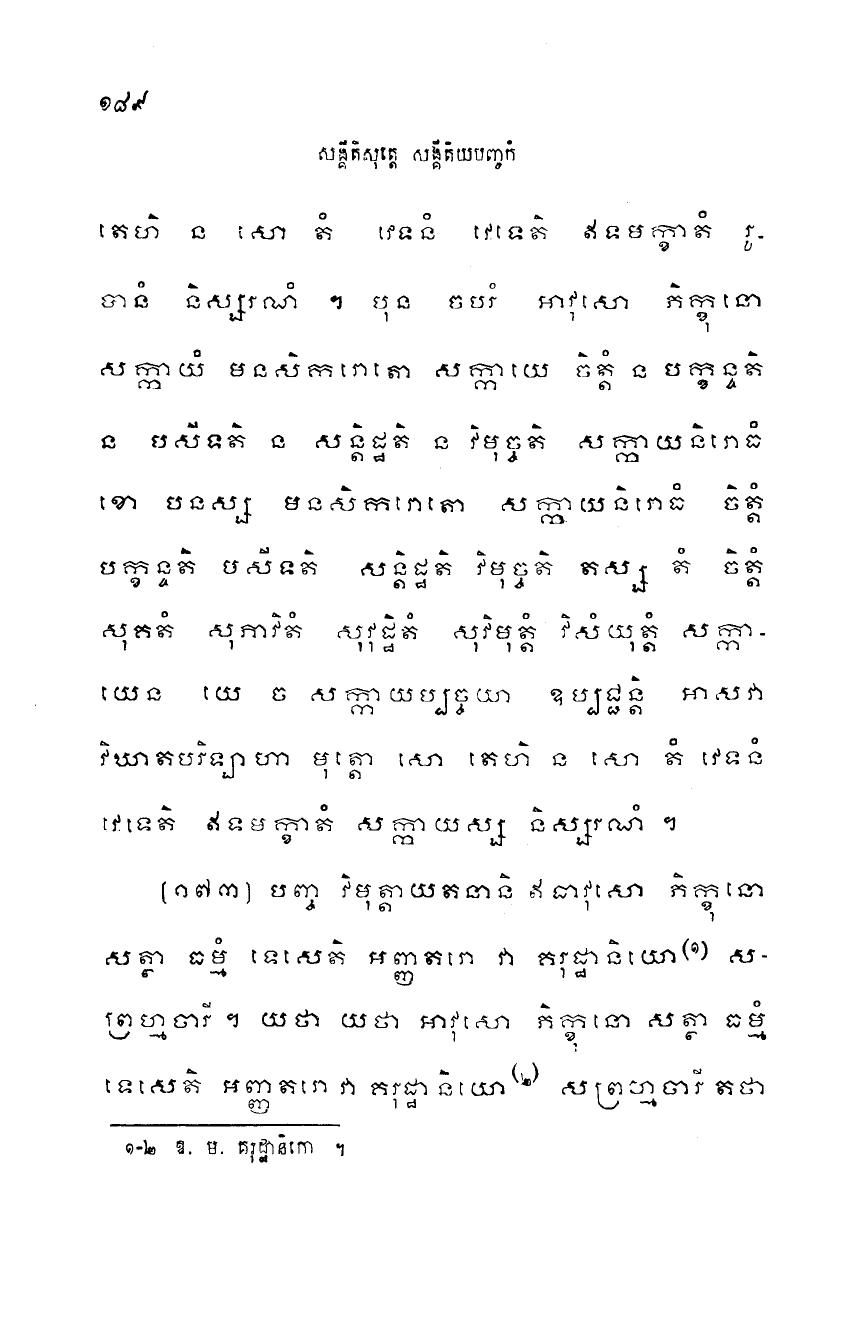 ១៨៩
សង្គីតិសុត្តេ សង្គីតិយបញ្ចកំ
តេហិ ន សោ តំ វេទនំ វេទេតិ ឥទមក្ខាតំ រូ-
បានំ និស្សរណំ ។ បុន ចបរំ អាវុសោ ភិក្ខុនោ
សក្កាយំ មនសិករោតោ សក្កាយេ ចិត្តំ ន បក្ខន្ទតិ
ន បសីទតិ ន សន្តិដ្ឋតិ ន វិមុច្ចតិ សក្កាយនិរោធំ
ខោ បនស្ស មនសិករោតោ សក្កាយនិរោធំ ចិត្តំ
បក្ខន្ទតិ បសីទតិ សន្តិដ្ឋតិ វិមុច្ចតិ តស្ស តំ ចិត្តំ
សុគតំ សុភាវិតំ សុវុដ្ឋិតំ សុវិមុត្តំ វិសំយុត្តំ សក្កា-
យេន យេ ច សក្កាយប្បច្ចយា ឧប្បជ្ជន្តិ អាសវា
វិឃាតបរិឡាហា មុត្តោ សោ តេហិ ន សោ តំ វេទនំ
វេទេតិ ឥទមក្ខាតំ សក្កាយស្ស និស្សរណំ ។
(១៧៣) បញ្ច វិមុត្តាយតនានិ ឥធាវុសោ ភិក្ខុនោ
សត្ថា ធម្មំ ទេសេតិ អញ្ញតរោ វា គរុដ្ឋានិយោ(១) ស-
ព្រហ្មចារី ។ យថា យថា អាវុសោ ភិក្ខុនោ សត្ថា ធម្មំ
ទេសេតិ អញ្ញតរោ វា គរុដ្ឋានិយោ(២) សព្រហ្មចារី តថា
១-២ ឱ. ម. គរុដ្ឋានិកោ ។